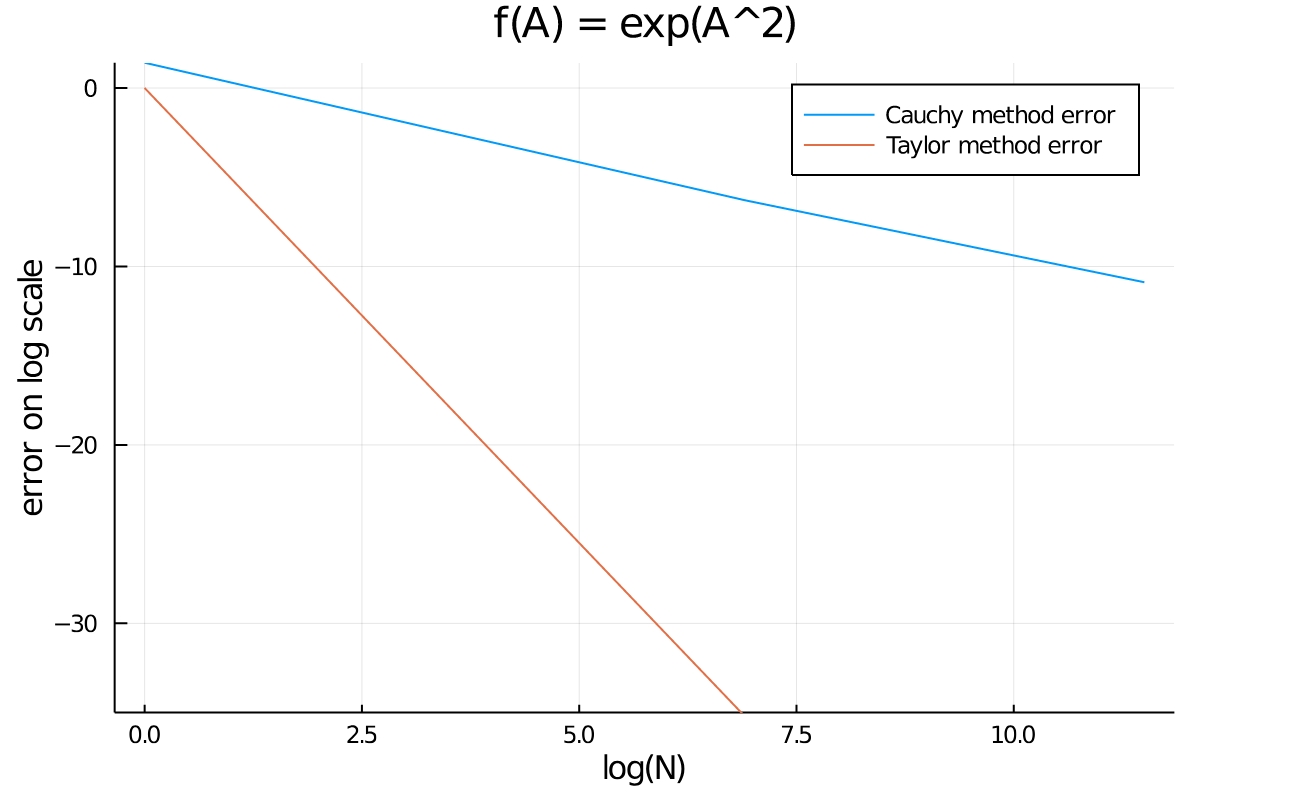 f(A) = exp(A^2)
Cauchy method error
Taylor method error
error on log scale
0
−10
−20
−30
0.0
2.5
5.0
7.5
10.0
log(N)